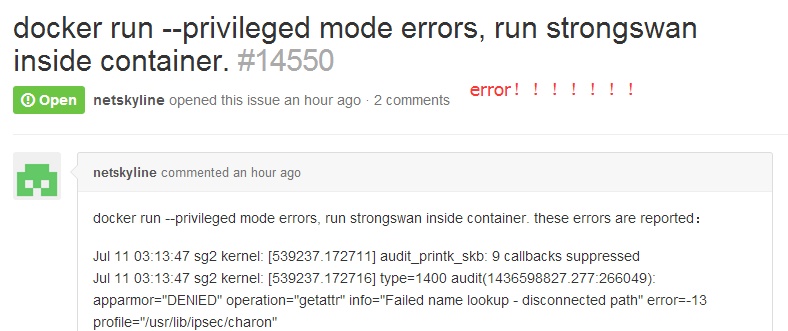 docker run --privileged mode errors, run strongswan
inside container. #14550
Open netskyline opened this issue an hour ago · 2 comments error！！！！！！！
netskyline commented an hour ago
docker run --privileged mode errors, run strongswan inside container. these errors are reported：
Jul 11 03:13:47 sg2 kernel: [539237.172711] audit_printk_skb: 9 callbacks suppressed
Jul 11 03:13:47 sg2 kernel: [539237.172716] type=1400 audit(1436598827.277:266049):
apparmor="DENIED" operation="getattr" info="Failed name lookup - disconnected path" error=-13
profile="/usr/lib/ipsec/charon"